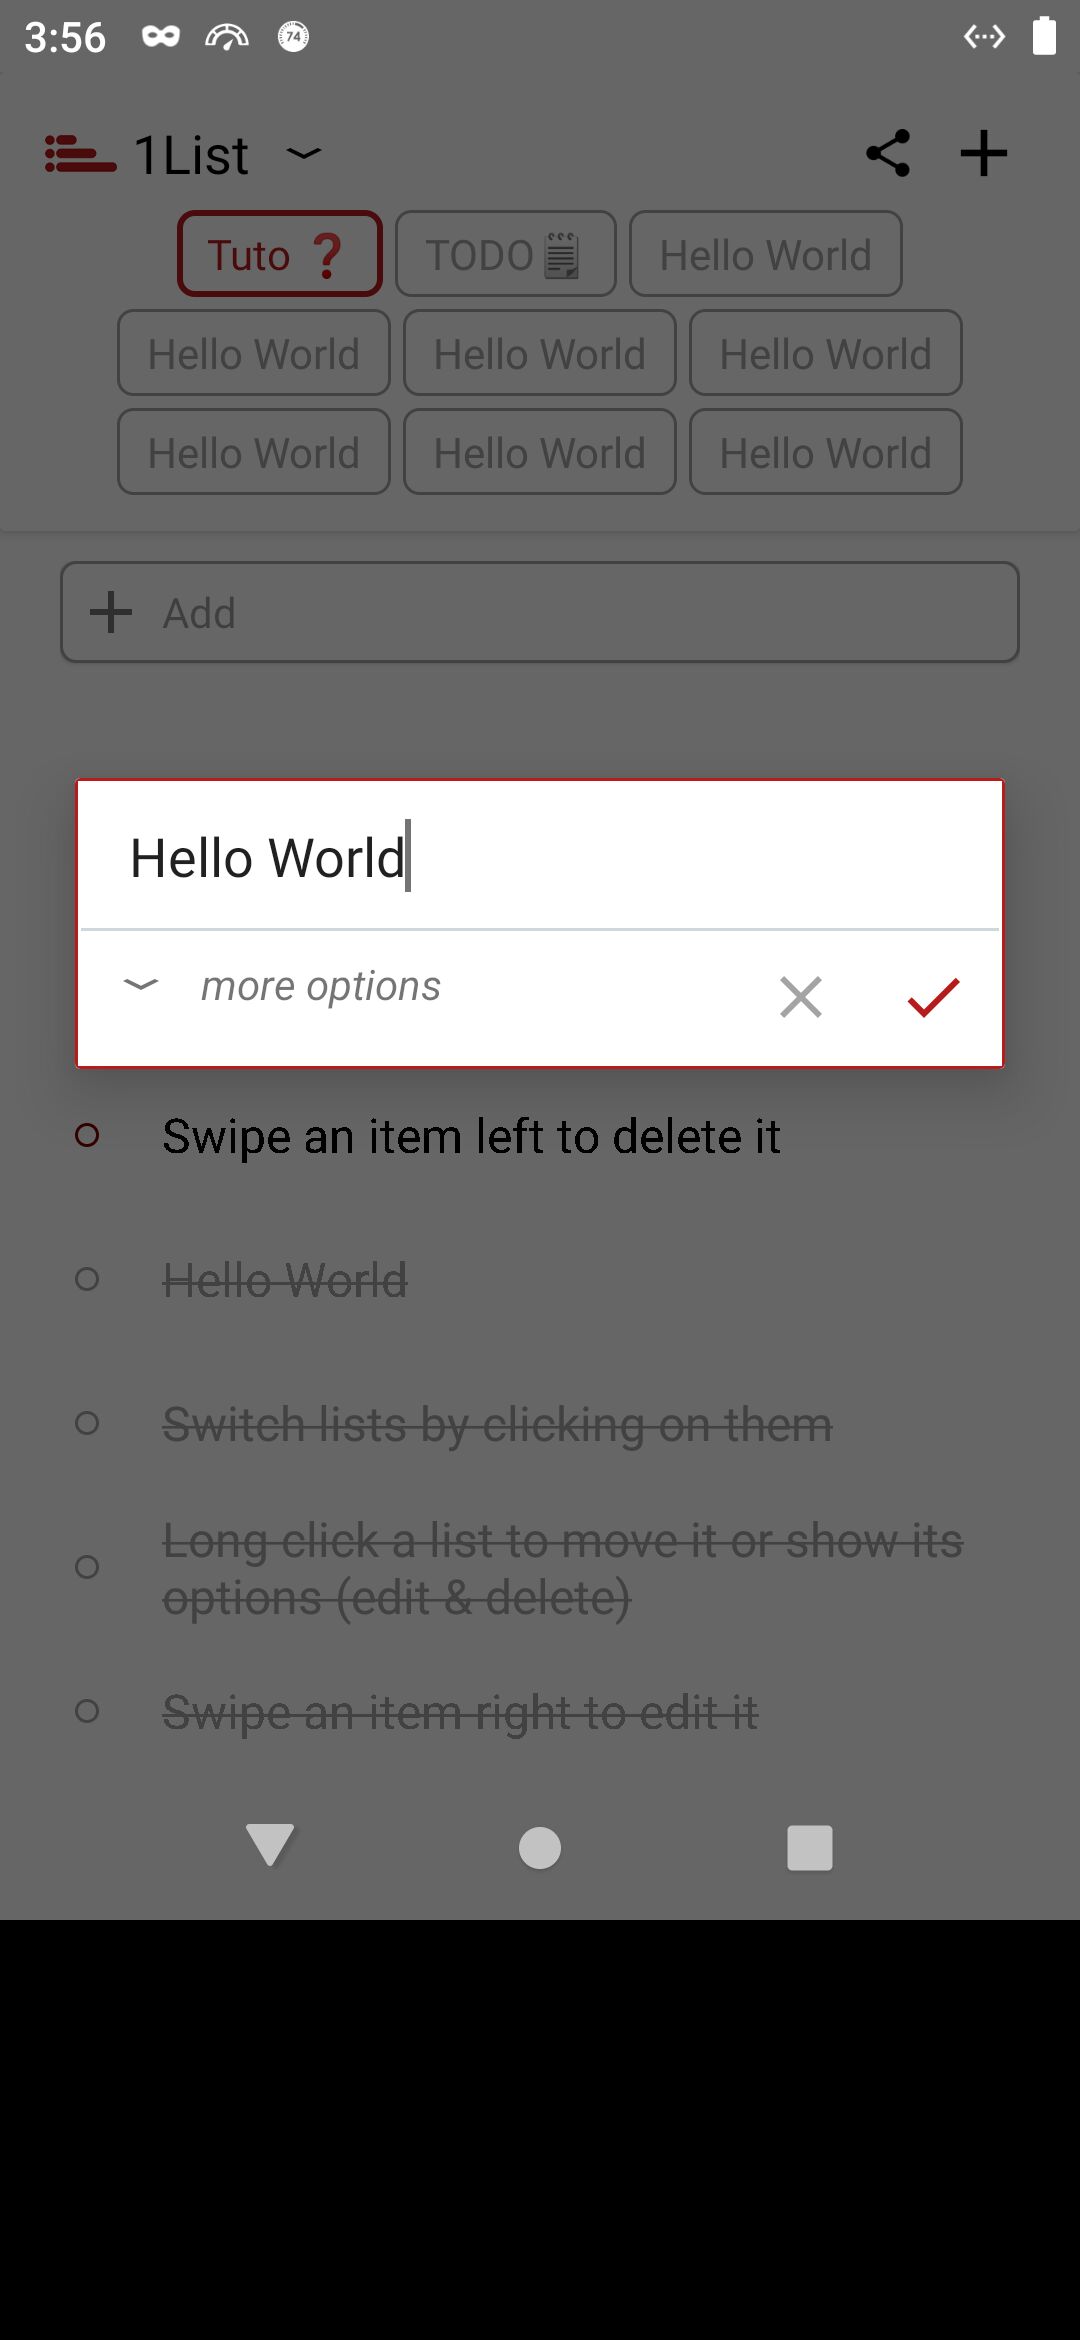 3:56
74
1List
Tuto ❓ TODO🗒 Hello World
Hello World Hello World Hello World
Hello World Hello World Hello World
Add
Hello World
more options
Swipe an item left to delete it
Hello World
Switch lists by clicking on them
Long click a list to move it or show its
options (edit & delete)
Swipe an item right to edit it